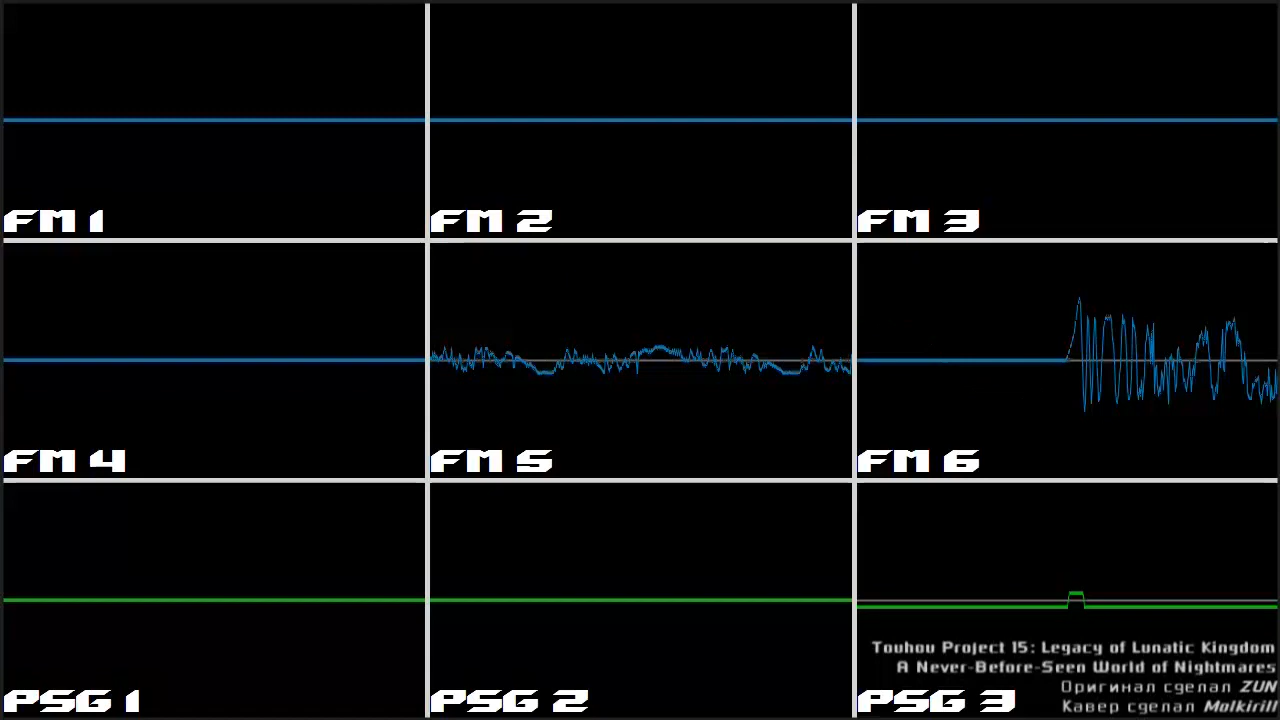 FM 1
FM 2
FM 3
FM 4
FM 5
FM 6
PSG 1
PSG 2
PSG 3
Touhou Project 15: Legacy of Lunatic Kingdom
A Never-Before-Seen World of Nightmares
Оригинал сделал ZUN
Кавер сделал Molkirill